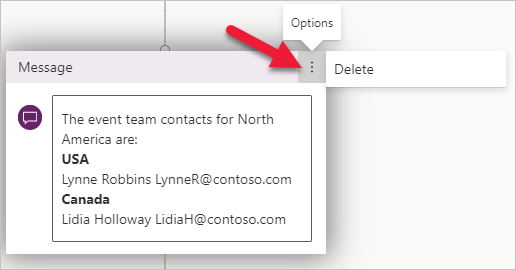 Options
Message
Delete
The event team contacts for North
America are:
USA
Lynne Robbins LynneR@contoso.com
Canada
Lidia Holloway LidiaH@contoso.com